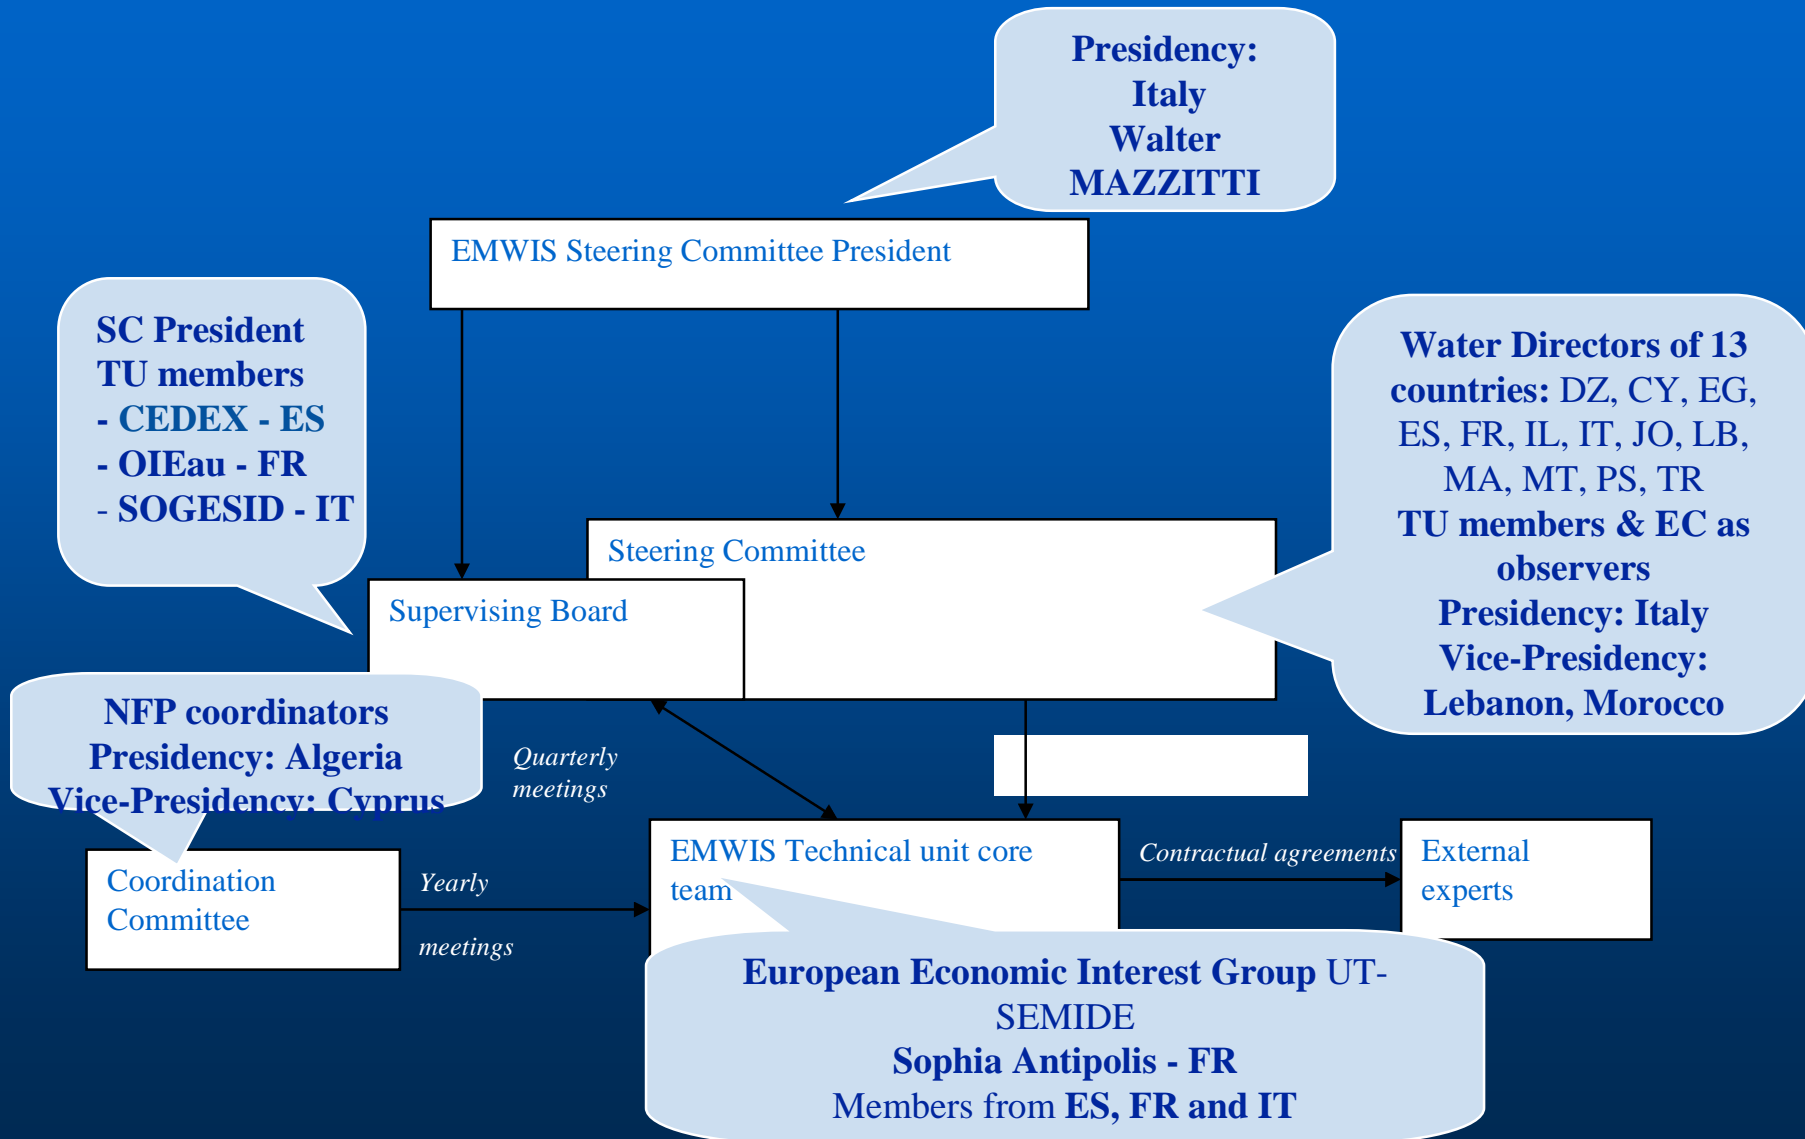 Presidency:
Italy
Walter
MAZZITTI
EMWIS Steering Committee President
SC President
TU members
- CEDEX - ES
- OIEau - FR
- SOGESID - IT
Water Directors of 13
countries: DZ, CY, EG,
ES, FR, IL, IT, JO, LB,
MA, MT, PS, TR
TU members & EC as
observers
Presidency: Italy
Vice-Presidency:
Lebanon, Morocco
Steering Committee
Supervising Board
NFP coordinators
Presidency: Algeria
Vice-Presidency: Cyprus
Quarterly
meetings
Coordination
Committee
Yearly
meetings
EMWIS Technical unit core
team
Contractual agreements
External
experts
European Economic Interest Group UT-
SEMIDE
Sophia Antipolis - FR
Members from ES, FR and IT